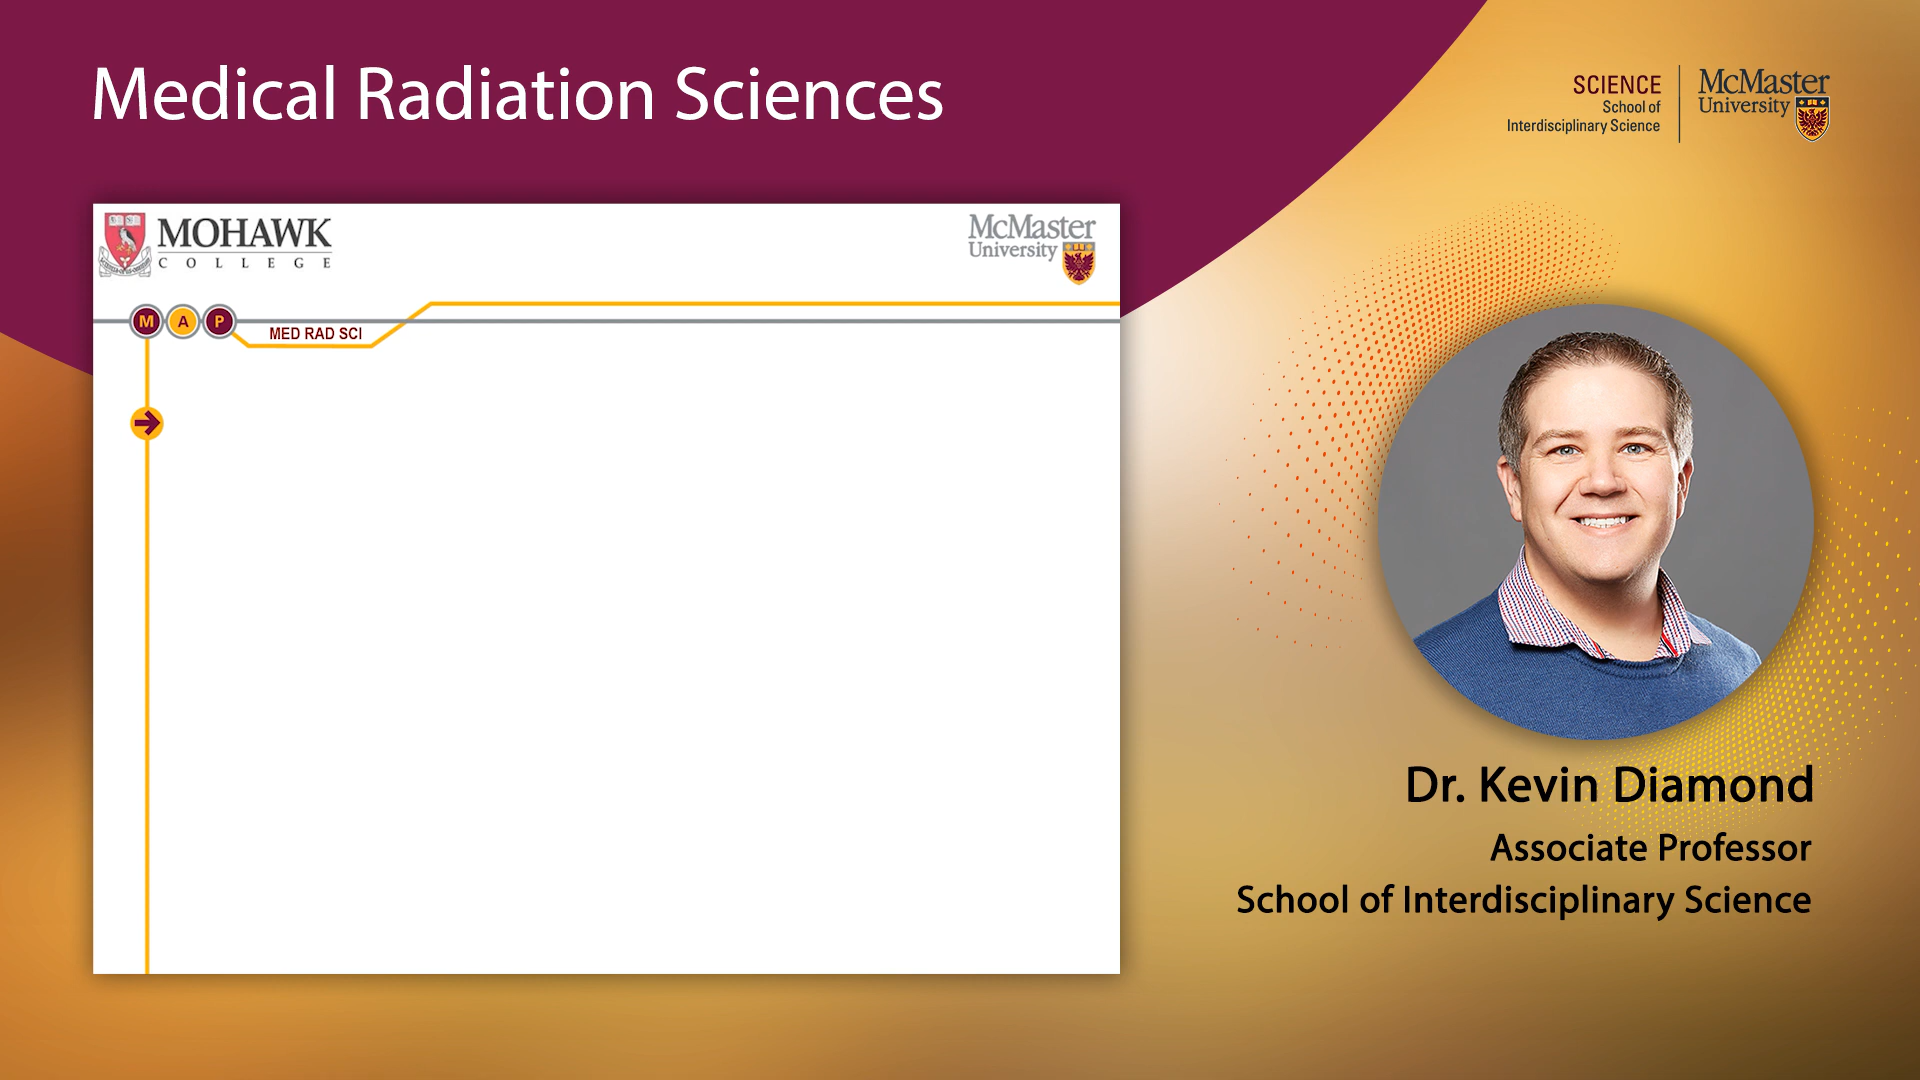 Medical Radiation Sciences
SCIENCE
School of
Interdisciplinary Science
McMaster
University
MOHAWK
COLLEGE
McMaster
University
M A P
MED RAD SCI
Dr. Kevin Diamond
Associate Professor
School of Interdisciplinary Science